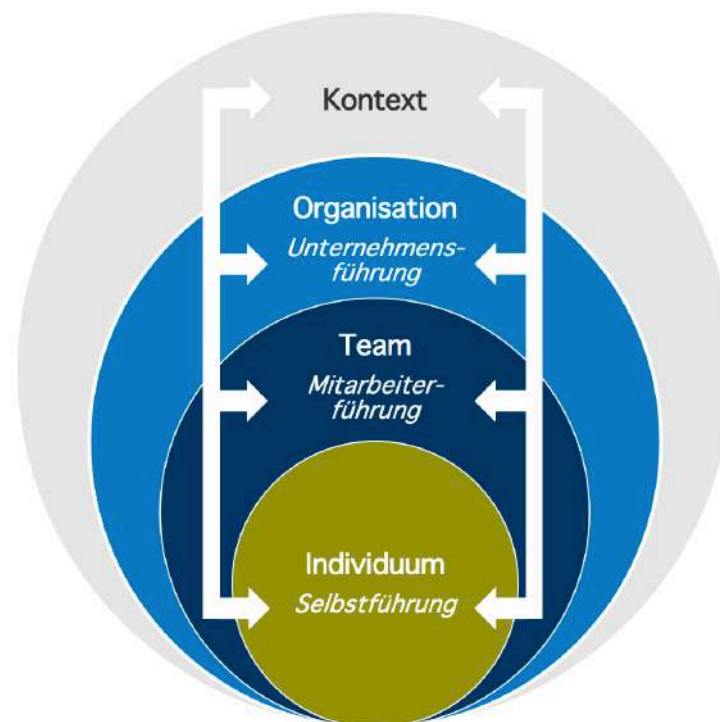 Kontext
Organisation
Unternehmens-
führung
Team
Mitarbeiter-
führung
Individuum
Selbstführung